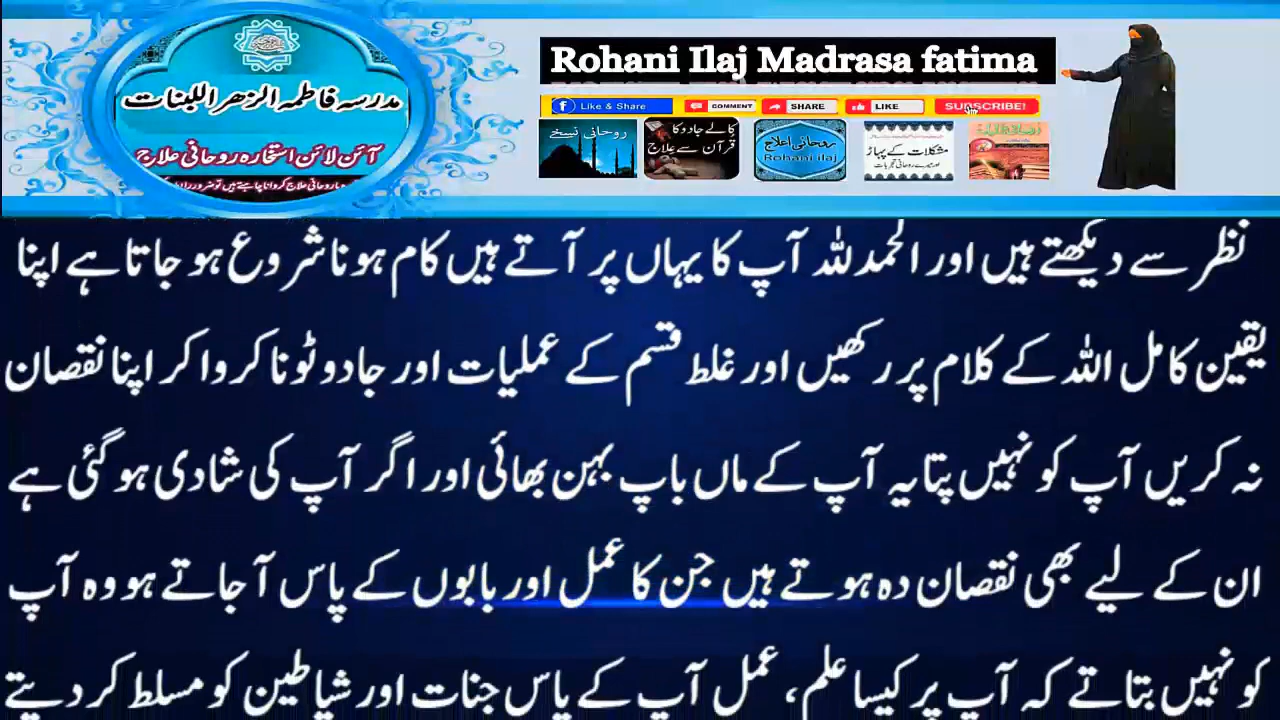 مدرسہ فاطمہ الزہرا للبنات
آئن لائن استخارہ روحانی علاج
Rohani Ilaj Madrasa fatima
Like & Share
COMMENT
SHARE
LIKE
SUBSCRIBE!
روحانی نسخ
کالے جادو کا
قرآن سے علاج
روحانی علاج
Rohani ilaj
مشکلات کے پہاڑ
نظر سے دیکھتے ہیں اور الحمدللہ آپ کا یہاں پر آتے ہیں کام ہونا شروع ہو جاتا ہے اپنا
یقین کامل اللہ کے کلام پر رکھیں اور غلط قسم کے عملیات اور جادو ٹونا کروا کر اپنا نقصان
نہ کریں آپ کو نہیں پتا یہ آپ کے ماں باپ بہن بھائی اور اگر آپ کی شادی ہو گئی ہے
ان کے لیے بھی نقصان دہ ہوتے ہیں جن کا عمل اور بابوں کے پاس آ جاتے ہو وہ آپ
کو نہیں بتاتے کہ آپ پر کیسا علم، عمل آپ کے پاس جنات اور شیاطین کو مسلط کر دیتے